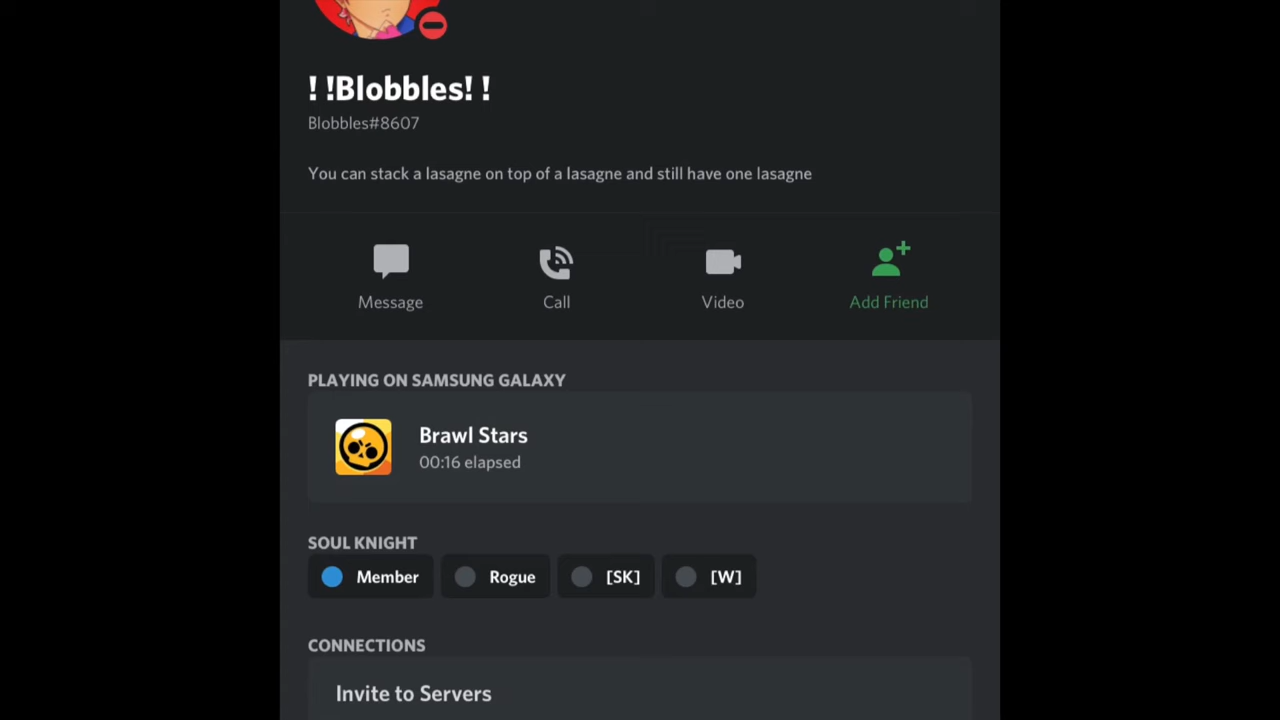 ! !Blobbles! !
Blobbles#8607
You can stack a lasagne on top of a lasagne and still have one lasagne
Message Call Video Add Friend
PLAYING ON SAMSUNG GALAXY
Brawl Stars
00:16 elapsed
SOUL KNIGHT
Member Rogue [SK] [W]
CONNECTIONS
Invite to Servers